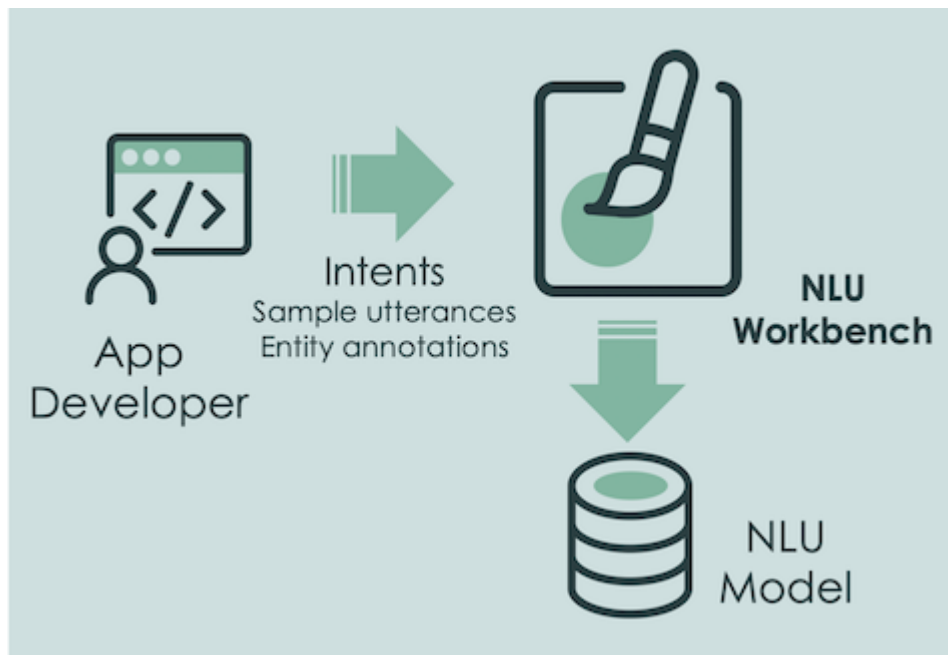 App
Developer
Intents
Sample utterances
Entity annotations
NLU
Workbench
NLU
Model